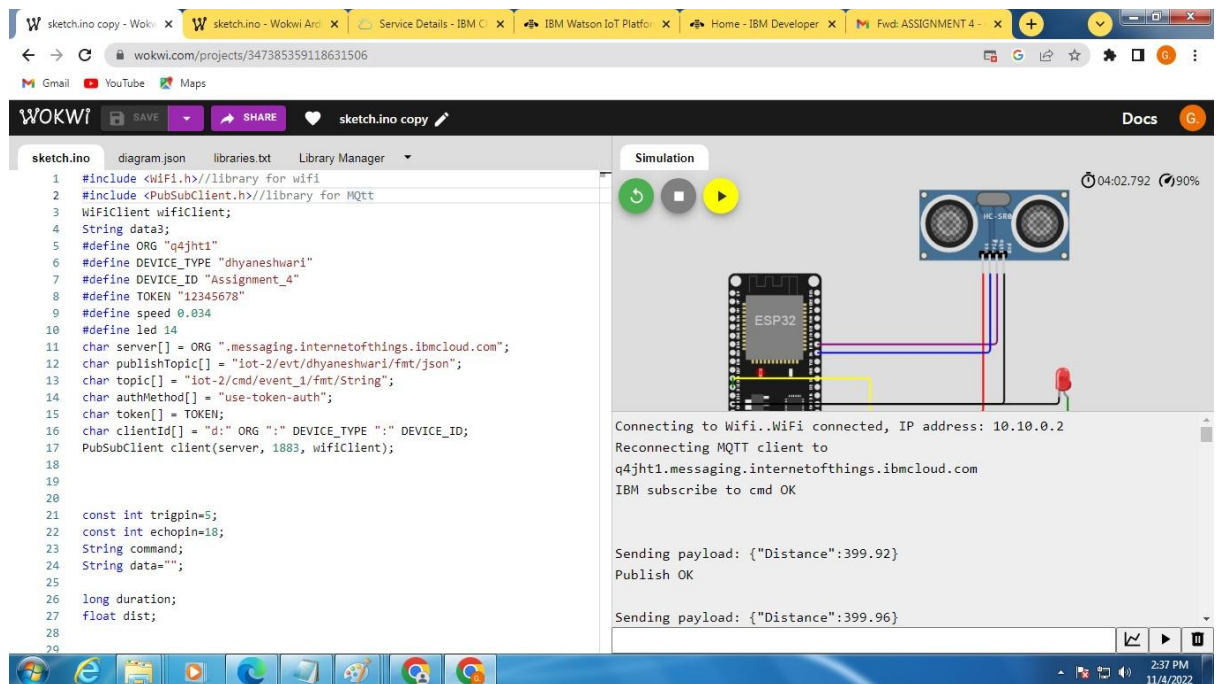 sketch.ino copy - Wokw
sketch.ino - Wokwi Ard
Service Details - IBM Cl
IBM Watson IoT Platfor
Home - IBM Developer
Fwd: ASSIGNMENT 4 -
wokwi.com/projects/347385359118631506
G.
Gmail YouTube Maps
WOKWi SAVE SHARE sketch.ino copy Docs G.
sketch.ino diagram.json libraries.txt Library Manager
1 #include <WiFi.h>//library for wifi
2 #include <PubSubClient.h>//library for MQtt
3 WiFiClient wifiClient;
4 String data3;
5 #define ORG "q4jht1"
6 #define DEVICE_TYPE "dhyaneshwari"
7 #define DEVICE_ID "Assignment_4"
8 #define TOKEN "12345678"
9 #define speed 0.034
10 #define led 14
11 char server[] = ORG ".messaging.internetofthings.ibmcloud.com";
12 char publishTopic[] = "iot-2/evt/dhyaneshwari/fmt/json";
13 char topic[] = "iot-2/cmd/event_1/fmt/String";
14 char authMethod[] = "use-token-auth";
15 char token[] = TOKEN;
16 char clientId[] = "d:" ORG ":" DEVICE_TYPE ":" DEVICE_ID;
17 PubSubClient client(server, 1883, wifiClient);
18
19
20
21 const int trigpin=5;
22 const int echopin=18;
23 String command;
24 String data="";
25
26 long duration;
27 float dist;
28
29
Simulation
04:02.792 90%
HC-SR0
ESP32
Connecting to Wifi..WiFi connected, IP address: 10.10.0.2
Reconnecting MQTT client to
q4jht1.messaging.internetofthings.ibmcloud.com
IBM subscribe to cmd OK
Sending payload: {"Distance":399.92}
Publish OK
Sending payload: {"Distance":399.96}
2:37 PM
11/4/2022